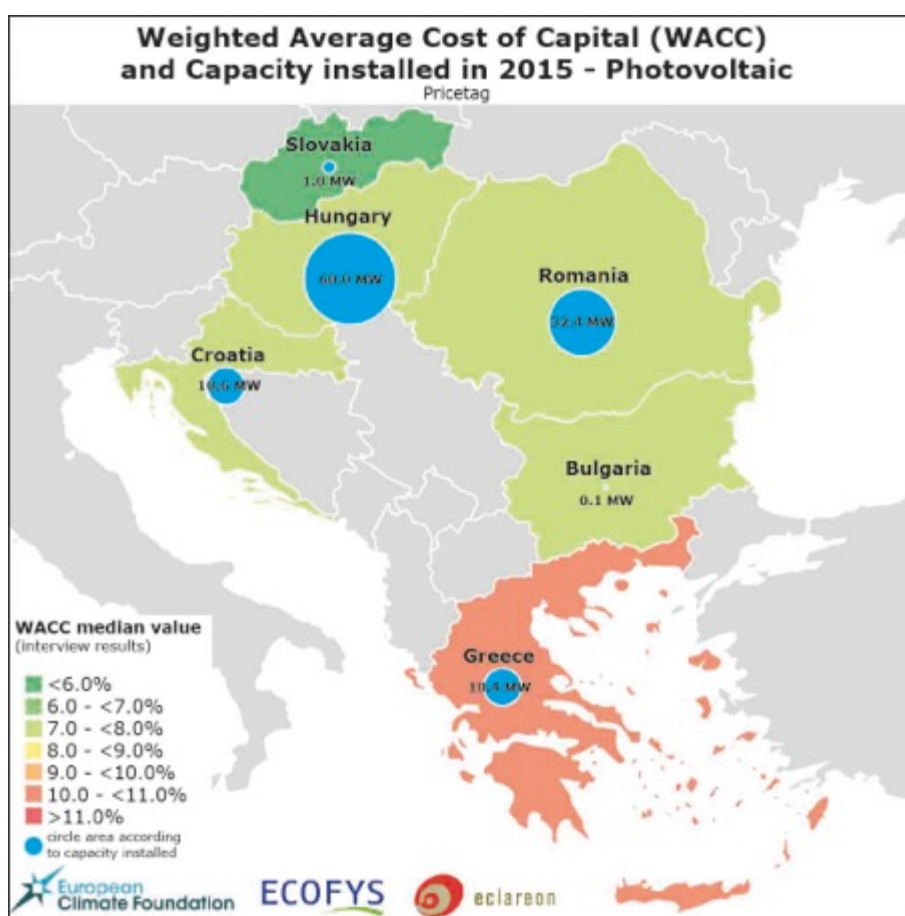 Weighted Average Cost of Capital (WACC)
and Capacity installed in 2015 - Photovoltaic
Pricetag
Slovakia
1.0 MW
Hungary
60.0 MW
Romania
32.4 MW
Croatia
10.6 MW
Bulgaria
0.1 MW
Greece
10.4 MW
WACC median value
(interview results)
<6.0%
6.0 - <7.0%
7.0 - <8.0%
8.0 - <9.0%
9.0 - <10.0%
10.0 - <11.0%
>11.0%
circle area according
to capacity installed
European
Climate Foundation
ECOFYS
eclareon